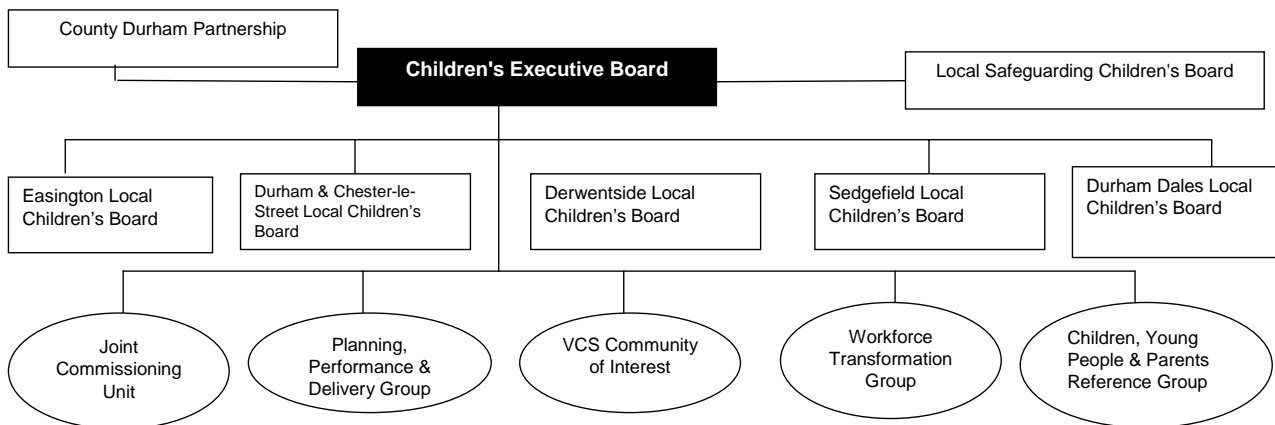 County Durham Partnership
Children's Executive Board
Local Safeguarding Children's Board
Easington Local
Children’s Board
Durham & Chester-le-
Street Local Children’s
Board
Derwentside Local
Children’s Board
Sedgefield Local
Children’s Board
Durham Dales Local
Children’s Board
Joint
Commissioning
Unit
Planning,
Performance &
Delivery Group
VCS Community
of Interest
Workforce
Transformation
Group
Children, Young
People & Parents
Reference Group